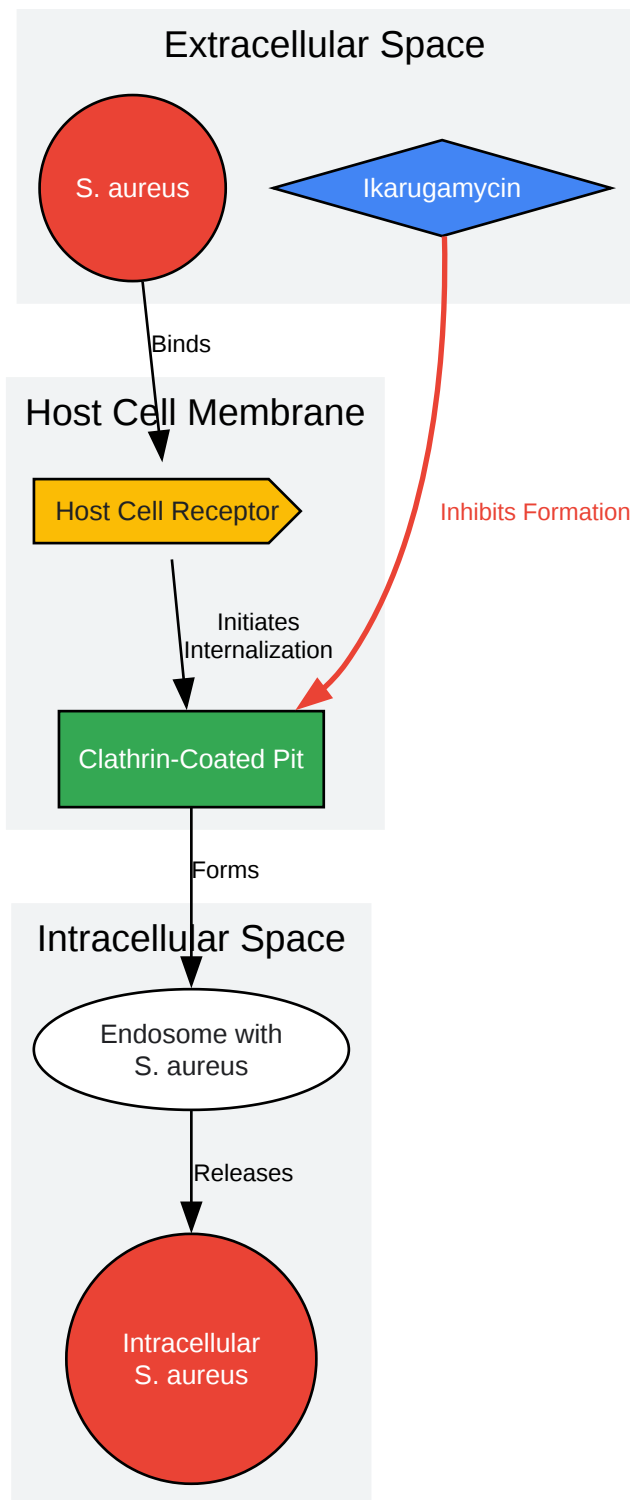 Extracellular Space
S. aureus
Ikarugamycin
Binds
Host Cell Membrane
Host Cell Receptor
Inhibits Formation
Initiates
Internalization
Clathrin-Coated Pit
Forms
Intracellular Space
Endosome with
S. aureus
Releases
Intracellular
S. aureus